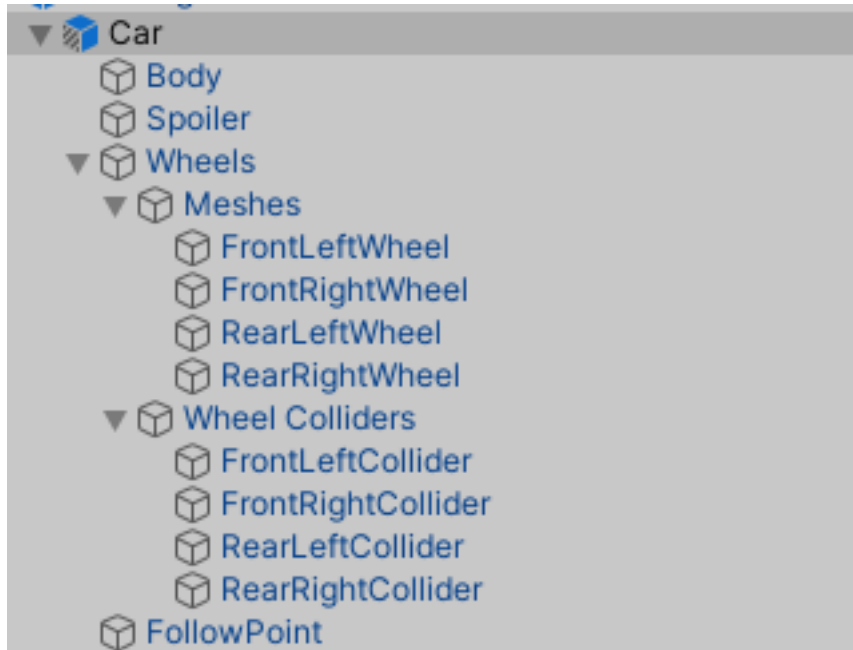 Car
Body
Spoiler
Wheels
Meshes
FrontLeftWheel
FrontRightWheel
RearLeftWheel
RearRightWheel
Wheel Colliders
FrontLeftCollider
FrontRightCollider
RearLeftCollider
RearRightCollider
FollowPoint